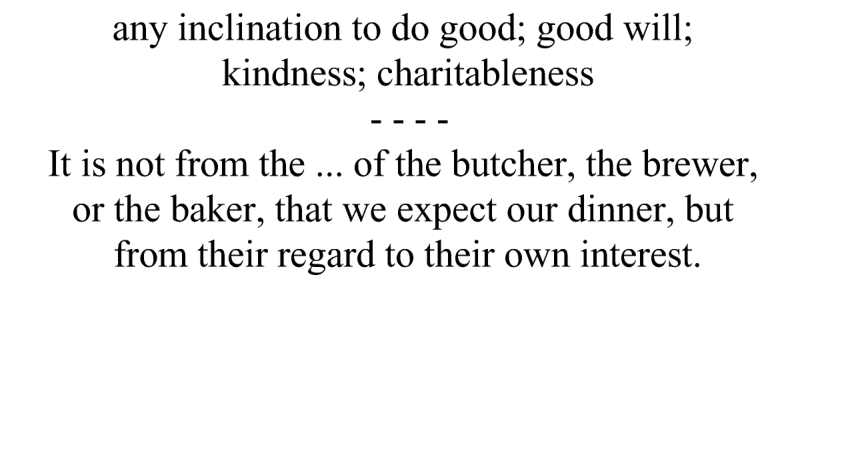 any inclination to do good; good will;
kindness; charitableness
- - - -
It is not from the ... of the butcher, the brewer,
or the baker, that we expect our dinner, but
from their regard to their own interest.